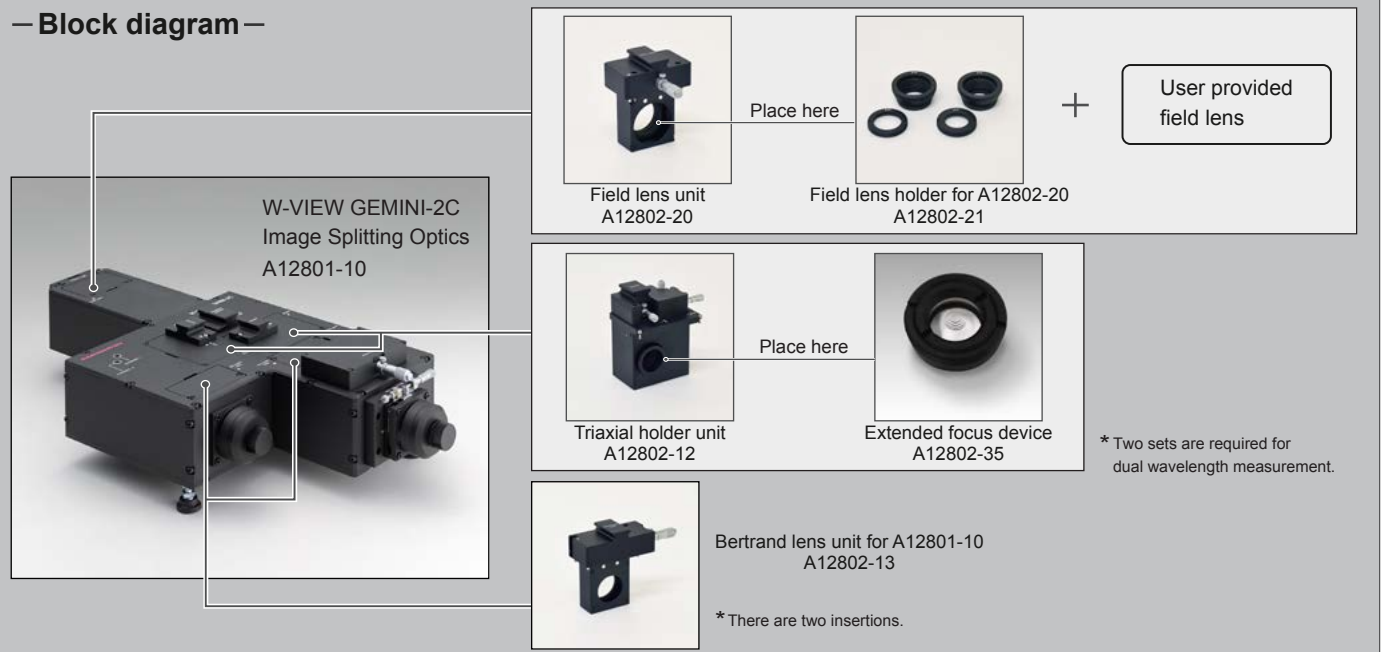 —Block diagram—
Place here
User provided
field lens
Field lens unit
A12802-20
Field lens holder for A12802-20
A12802-21
W-VIEW GEMINI-2C
Image Splitting Optics
A12801-10
Place here
Triaxial holder unit
A12802-12
Extended focus device
A12802-35
* Two sets are required for
dual wavelength measurement.
Bertrand lens unit for A12801-10
A12802-13
* There are two insertions.